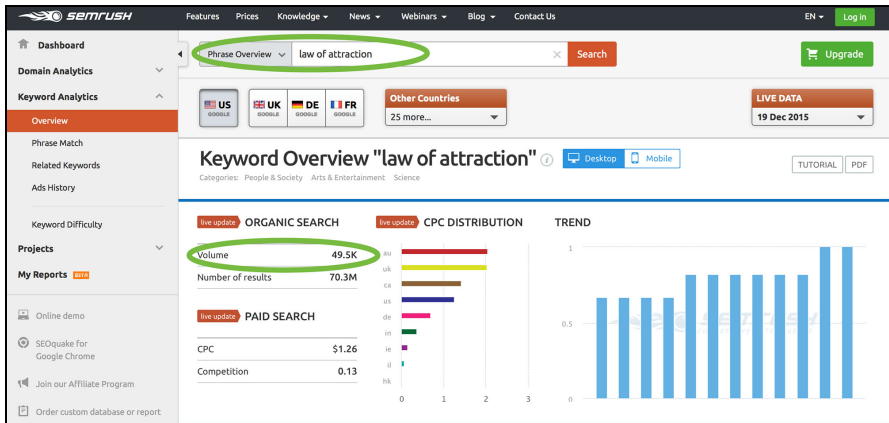 semrush
Features Prices Knowledge News Webinars Blog Contact Us EN Log in
Dashboard
Domain Analytics
Keyword Analytics
Overview
Phrase Match
Related Keywords
Ads History
Keyword Difficulty
Projects
My Reports BETA
Online demo
SEOquake for
Google Chrome
Join our Affiliate Program
Order custom database or report
Phrase Overview law of attraction × Search Upgrade
US
GOOGLE
UK
GOOGLE
DE
GOOGLE
FR
GOOGLE
Other Countries
25 more...
LIVE DATA
19 Dec 2015
Keyword Overview "law of attraction" i Desktop Mobile
TUTORIAL PDF
Categories: People & Society Arts & Entertainment Science
live update ORGANIC SEARCH
Volume 49.5K
Number of results 70.3M
live update PAID SEARCH
CPC $1.26
Competition 0.13
live update CPC DISTRIBUTION
au
uk
ca
us
de
in
ie
il
hk
0 1 2 3
TREND
1
0.5
0
SEMRUSH